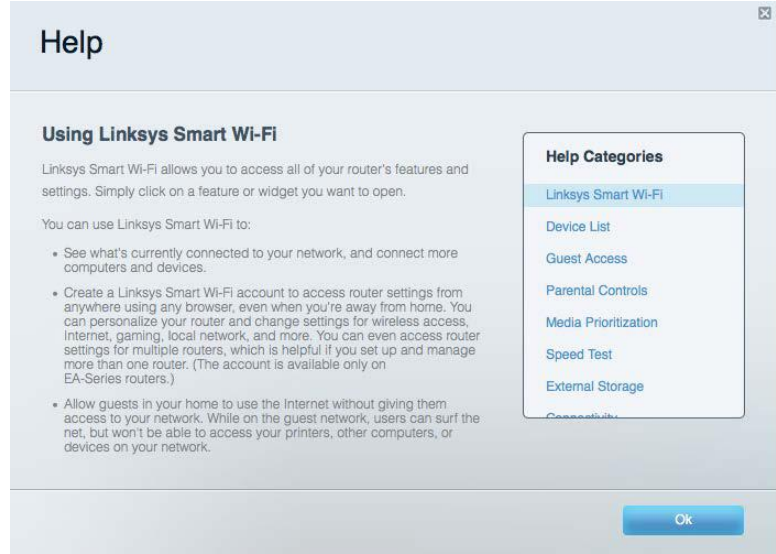 Help
Using Linksys Smart Wi-Fi
Linksys Smart Wi-Fi allows you to access all of your router's features and
settings. Simply click on a feature or widget you want to open.
You can use Linksys Smart Wi-Fi to:
• See what's currently connected to your network, and connect more
computers and devices.
• Create a Linksys Smart Wi-Fi account to access router settings from
anywhere using any browser, even when you're away from home. You
can personalize your router and change settings for wireless access,
Internet, gaming, local network, and more. You can even access router
settings for multiple routers, which is helpful if you set up and manage
more than one router. (The account is available only on
EA-Series routers.)
• Allow guests in your home to use the Internet without giving them
access to your network. While on the guest network, users can surf the
net, but won't be able to access your printers, other computers, or
devices on your network.
Help Categories
Linksys Smart Wi-Fi
Device List
Guest Access
Parental Controls
Media Prioritization
Speed Test
External Storage
Connectivity
Ok